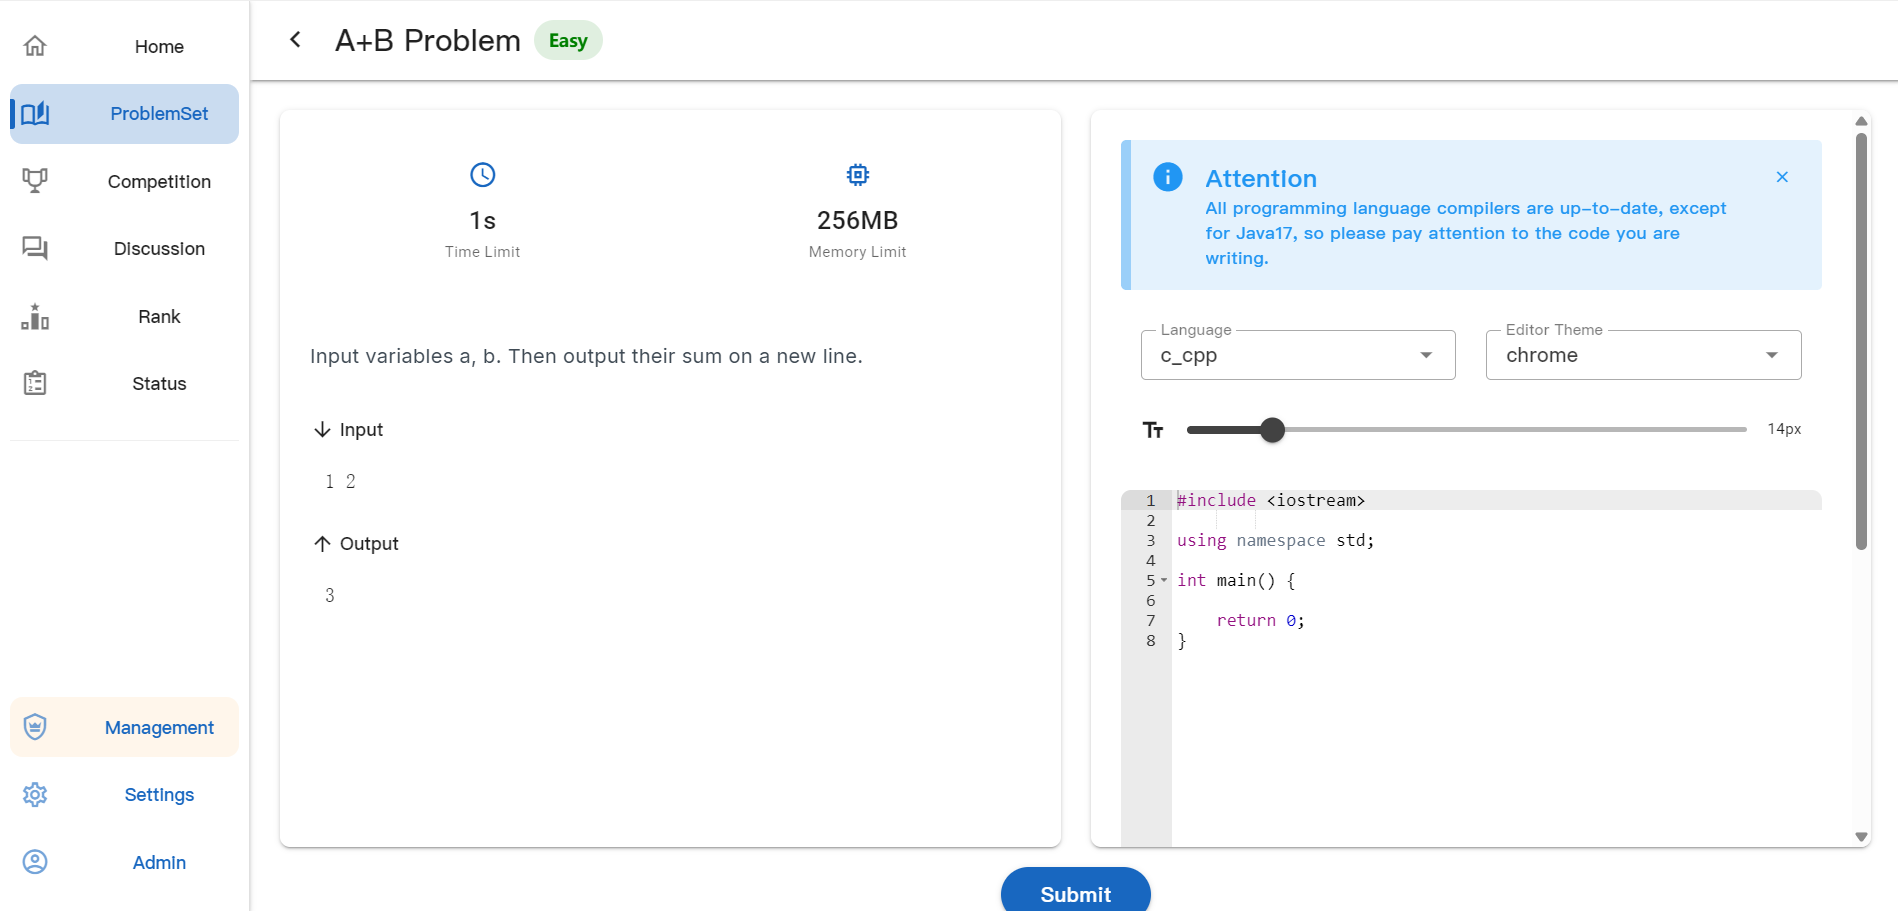 Home
ProblemSet
Competition
Discussion
Rank
Status
Management
Settings
Admin
A+B Problem
Easy
1s
Time Limit
256MB
Memory Limit
Input variables a, b. Then output their sum on a new line.
Input
1 2
Output
3
Attention
All programming language compilers are up-to-date, except
for Java17, so please pay attention to the code you are
writing.
Language
c_cpp
Editor Theme
chrome
14px
1 #include <iostream>
2
3 using namespace std;
4
5 int main() {
6
7     return 0;
8 }
Submit